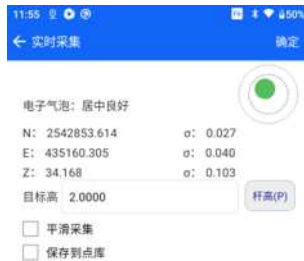 11:55
50%
实时采集
确定
电子气泡：居中良好
N: 2542853.614 σ: 0.027
E: 435160.305 σ: 0.040
Z: 34.168 σ: 0.103
目标高 2.0000 杆高(P)
平滑采集
保存到点库